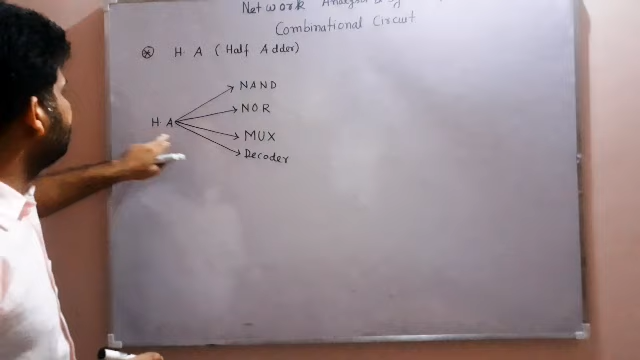 Network Analysis &
Combinational Circuit
* H.A (Half Adder)
NAND
NOR
H.A
MUX
Decoder